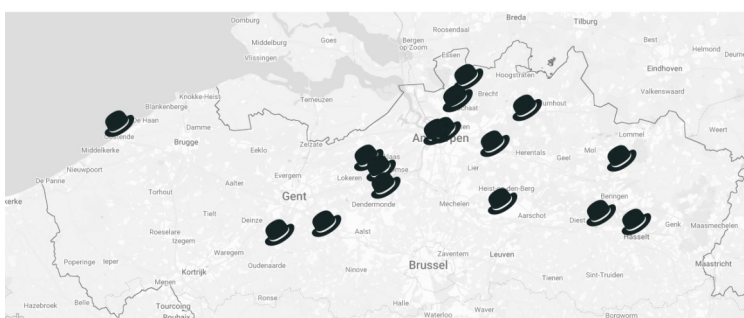 Domburg
Breda
Tilburg
Middelburg
Goes
Bergen
op Zoom
Roosendaal
Best
Vlissingen
Essen
Helmond
Deurne
Hoogstraten
Eindhoven
Knokke-Heist
Terneuzen
Brecht
Valkenswaard
Blankenberge
De Haan
Damme
Zelzate
Lommel
Weert
Middelkerke
Brugge
Eeklo
Herentals
Geel
Mol
Nieuwpoort
Evergem
Lokeren
Lier
De Panne
Aalter
Gent
Torhout
Dendermonde
Mechelen
Beringen
Tielt
Deinze
Aarschot
Diest
Genk
Maasmechelen
Roeselare
Aalst
Hasselt
Izegem
Waregem
Zaventem
Leuven
Poperinge
Ieper
Oudenaarde
Brussel
Maastricht
Kortrijk
Ninove
Tienen
Sint-Truiden
Menen
Ronse
Halle
Hazebroek
Tourcoing
Waver
Waterloo
Borgworm